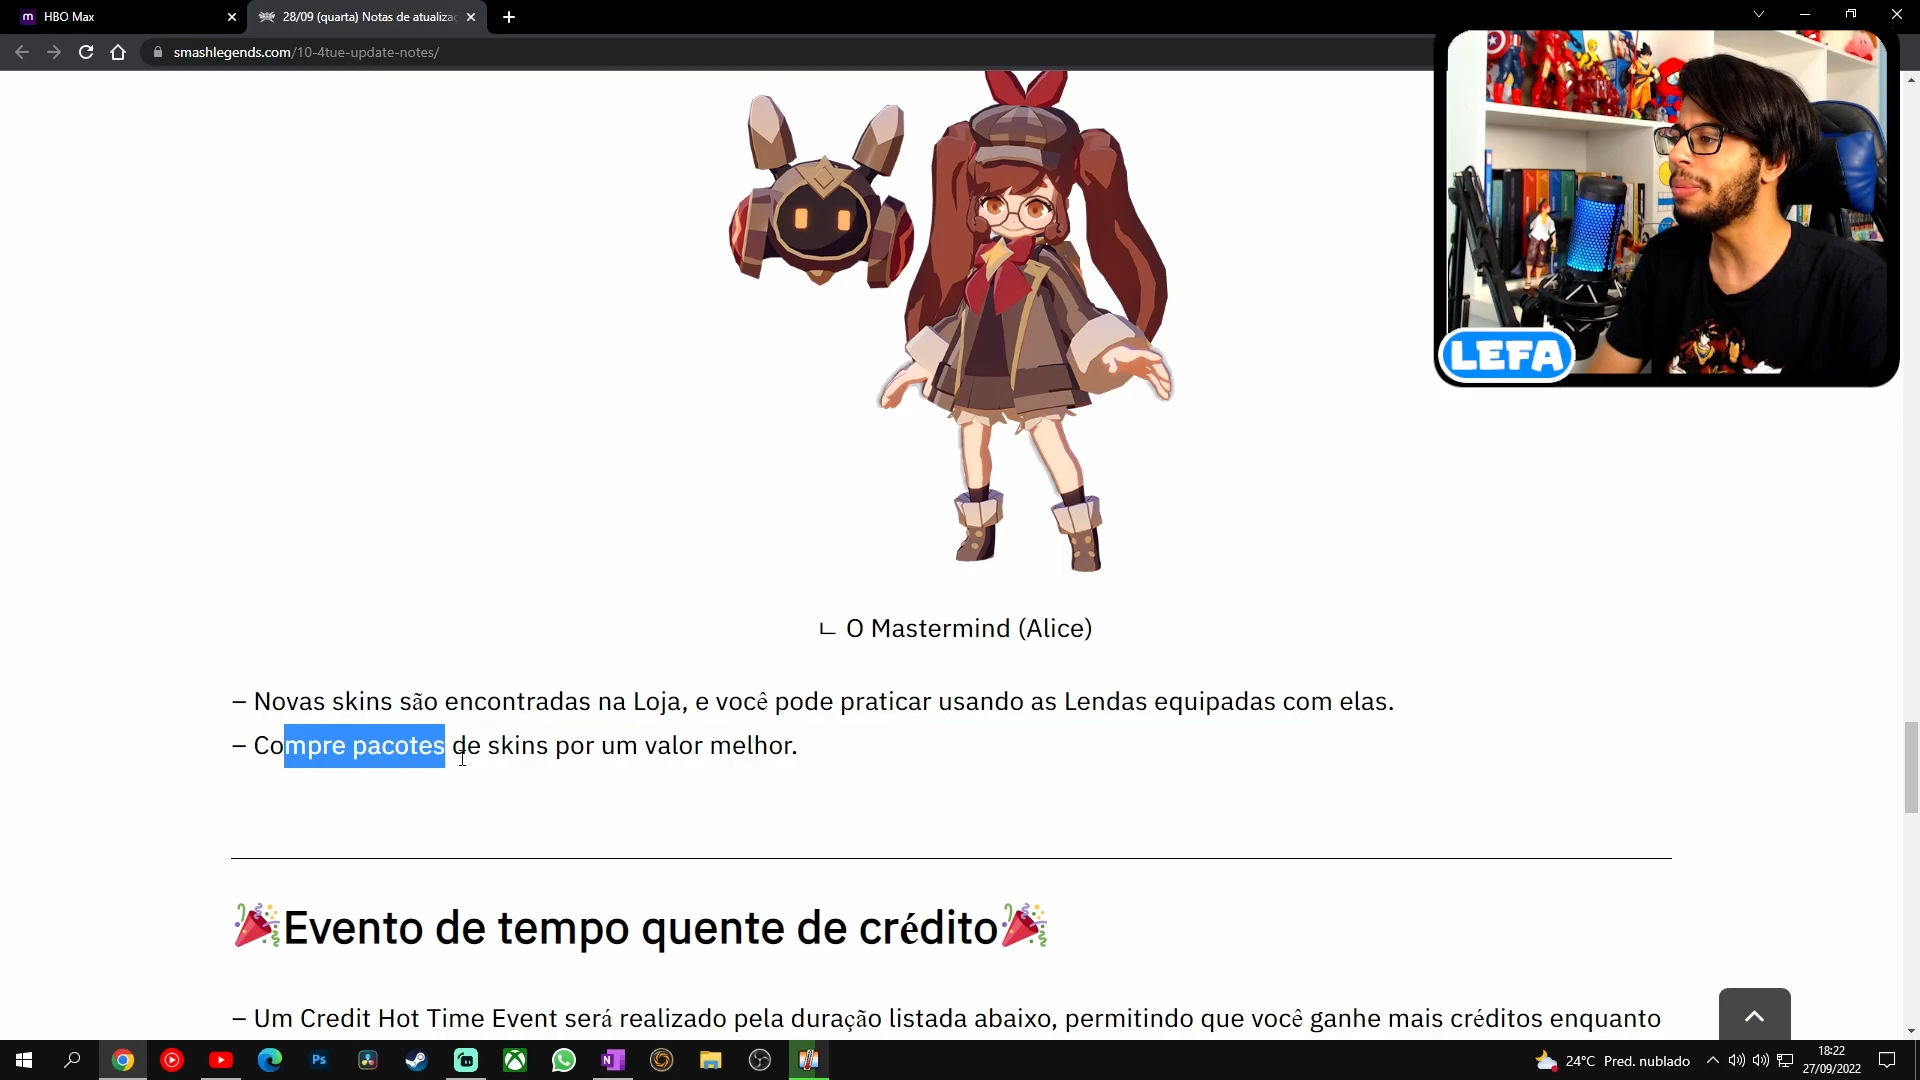 HBO Max
28/09 (quarta) Notas de atualizaç
smashlegends.com/10-4tue-update-notes/
LEFA
ㄴ O Mastermind (Alice)
– Novas skins são encontradas na Loja, e você pode praticar usando as Lendas equipadas com elas.
– Compre pacotes de skins por um valor melhor.
🎉Evento de tempo quente de crédito🎉
– Um Credit Hot Time Event será realizado pela duração listada abaixo, permitindo que você ganhe mais créditos enquanto
24°C Pred. nublado
18:22
27/09/2022